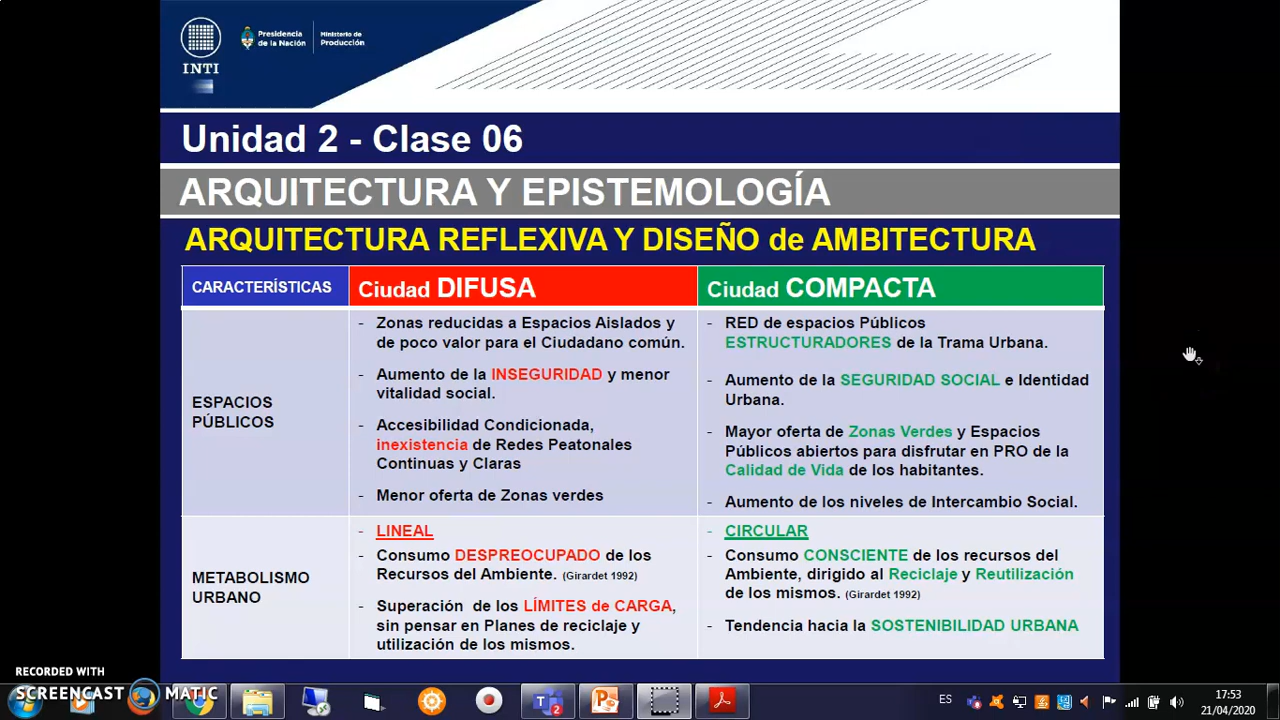 INTI
Presidencia
de la Nación
Ministerio de
Producción
Unidad 2 - Clase 06
ARQUITECTURA Y EPISTEMOLOGÍA
ARQUITECTURA REFLEXIVA Y DISEÑO de AMBITECTURA
CARACTERÍSTICAS
Ciudad DIFUSA
Ciudad COMPACTA
ESPACIOS
PÚBLICOS
- Zonas reducidas a Espacios Aislados y
de poco valor para el Ciudadano común.
- Aumento de la INSEGURIDAD y menor
vitalidad social.
- Accesibilidad Condicionada,
inexistencia de Redes Peatonales
Continuas y Claras
- Menor oferta de Zonas verdes
- RED de espacios Públicos
ESTRUCTURADORES de la Trama Urbana.
- Aumento de la SEGURIDAD SOCIAL e Identidad
Urbana.
- Mayor oferta de Zonas Verdes y Espacios
Públicos abiertos para disfrutar en PRO de la
Calidad de Vida de los habitantes.
- Aumento de los niveles de Intercambio Social.
METABOLISMO
URBANO
- LINEAL
- Consumo DESPREOCUPADO de los
Recursos del Ambiente. (Girardet 1992)
- Superación de los LÍMITES de CARGA,
sin pensar en Planes de reciclaje y
utilización de los mismos.
- CIRCULAR
- Consumo CONSCIENTE de los recursos del
Ambiente, dirigido al Reciclaje y Reutilización
de los mismos. (Girardet 1992)
- Tendencia hacia la SOSTENIBILIDAD URBANA
RECORDED WITH
SCREENCAST MATIC
ES
17:53
21/04/2020